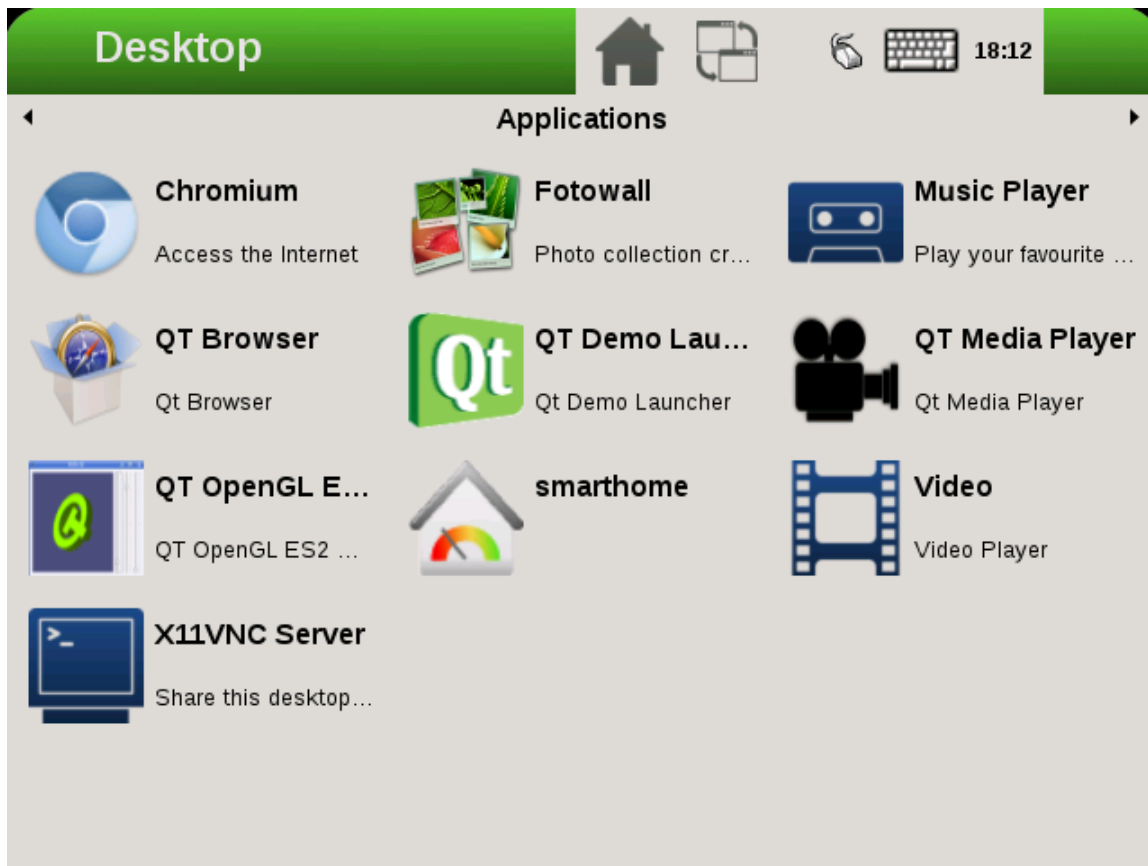 Desktop
18:12
Applications
Chromium
Access the Internet
Fotowall
Photo collection cr...
Music Player
Play your favourite ...
QT Browser
Qt Browser
Qt
QT Demo Lau...
Qt Demo Launcher
QT Media Player
Qt Media Player
QT OpenGL E...
QT OpenGL ES2 ...
smarthome
Video
Video Player
>_
X11VNC Server
Share this desktop...